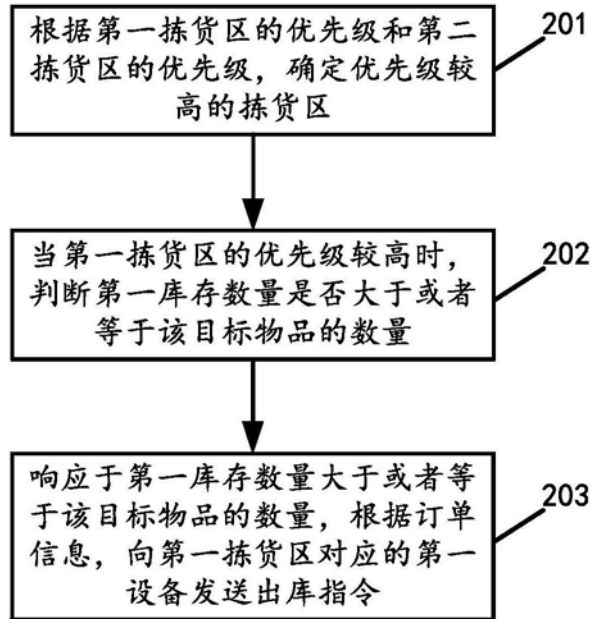 根据第一拣货区的优先级和第二
拣货区的优先级，确定优先级较
高的拣货区
201
当第一拣货区的优先级较高时，
判断第一库存数量是否大于或者
等于该目标物品的数量
202
响应于第一库存数量大于或者等
于该目标物品的数量，根据订单
信息，向第一拣货区对应的第一
设备发送出库指令
203